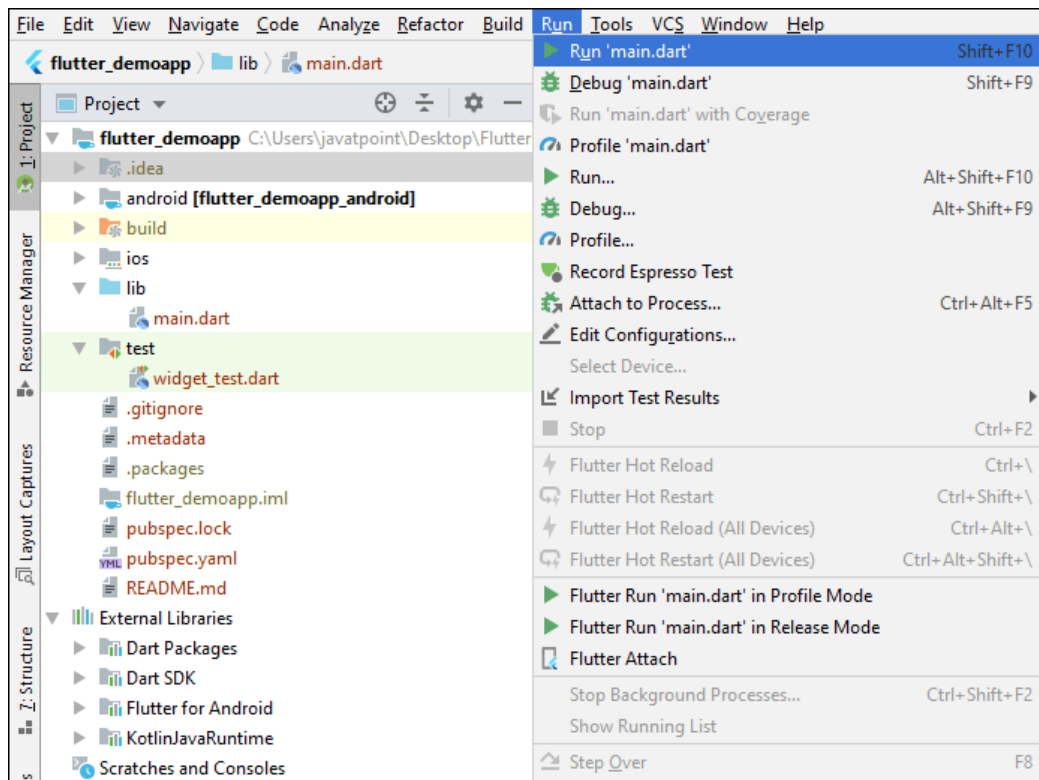 File Edit View Navigate Code Analyze Refactor Build Run Tools VCS Window Help
flutter_demoapp lib main.dart
1: Project
Resource Manager
Layout Captures
7: Structure
Project
flutter_demoapp C:\Users\javatpoint\Desktop\Flutter
.idea
android [flutter_demoapp_android]
build
ios
lib
main.dart
test
widget_test.dart
.gitignore
.metadata
.packages
flutter_demoapp.iml
pubspec.lock
YML pubspec.yaml
README.md
External Libraries
Dart Packages
Dart SDK
Flutter for Android
KotlinJavaRuntime
Scratches and Consoles
Run 'main.dart' Shift+F10
Debug 'main.dart' Shift+F9
Run 'main.dart' with Coverage
Profile 'main.dart'
Run... Alt+Shift+F10
Debug... Alt+Shift+F9
Profile...
Record Espresso Test
Attach to Process... Ctrl+Alt+F5
Edit Configurations...
Select Device...
Import Test Results
Stop Ctrl+F2
Flutter Hot Reload Ctrl+\
Flutter Hot Restart Ctrl+Shift+\
Flutter Hot Reload (All Devices) Ctrl+Alt+\
Flutter Hot Restart (All Devices) Ctrl+Alt+Shift+\
Flutter Run 'main.dart' in Profile Mode
Flutter Run 'main.dart' in Release Mode
Flutter Attach
Stop Background Processes... Ctrl+Shift+F2
Show Running List
Step Over F8